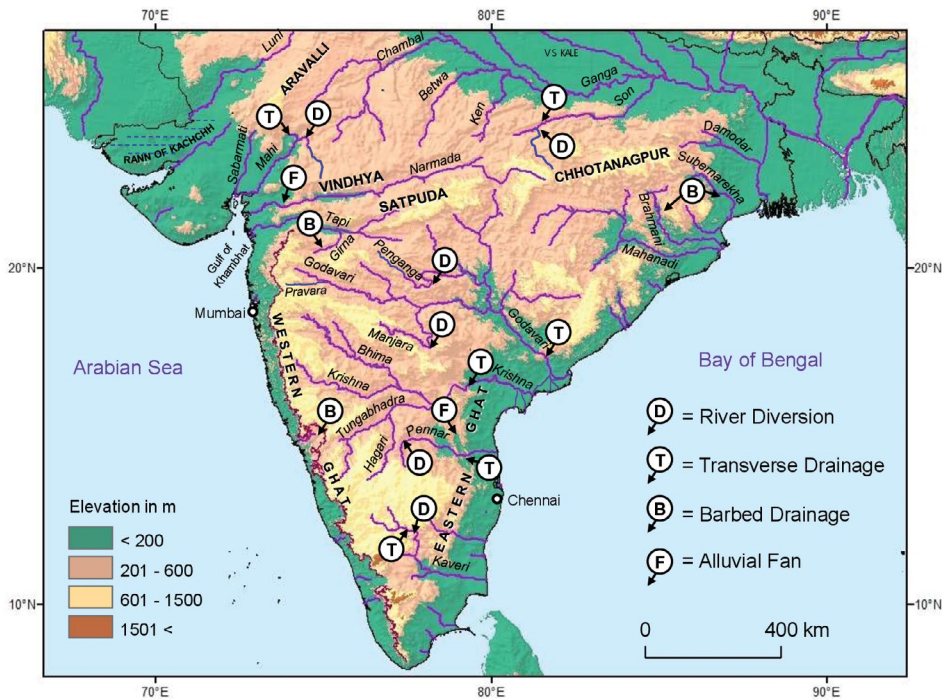 70°E
80°E
90°E
V S KALE
Luni
ARAVALLI
Chambal
Betwa
Ken
Ganga
Son
T
D
T
D
RANN OF KACHCHH
Sabarmati
Mahi
Damodar
Subernarekha
F
VINDHYA
Narmada
SATPUDA
CHHOTANAGPUR
B
Brahmani
B
Tapi
Girna
Gulf of
Khambhat
Mahanadi
20°N
20°N
Godavari
Penganga
D
Pravara
Mumbai
Godavari
WESTERN
Manjara
D
T
Bhima
T
Arabian Sea
Bay of Bengal
Krishna
Krishna
B
Tungabhadra
F
GHAT
D
= River Diversion
Hagari
Pennar
D
T
T
= Transverse Drainage
GHAT
EASTERN
Chennai
D
B
= Barbed Drainage
T
Kaveri
F
= Alluvial Fan
Elevation in m
< 200
201 - 600
601 - 1500
1501 <
10°N
10°N
0
400 km
70°E
80°E
90°E